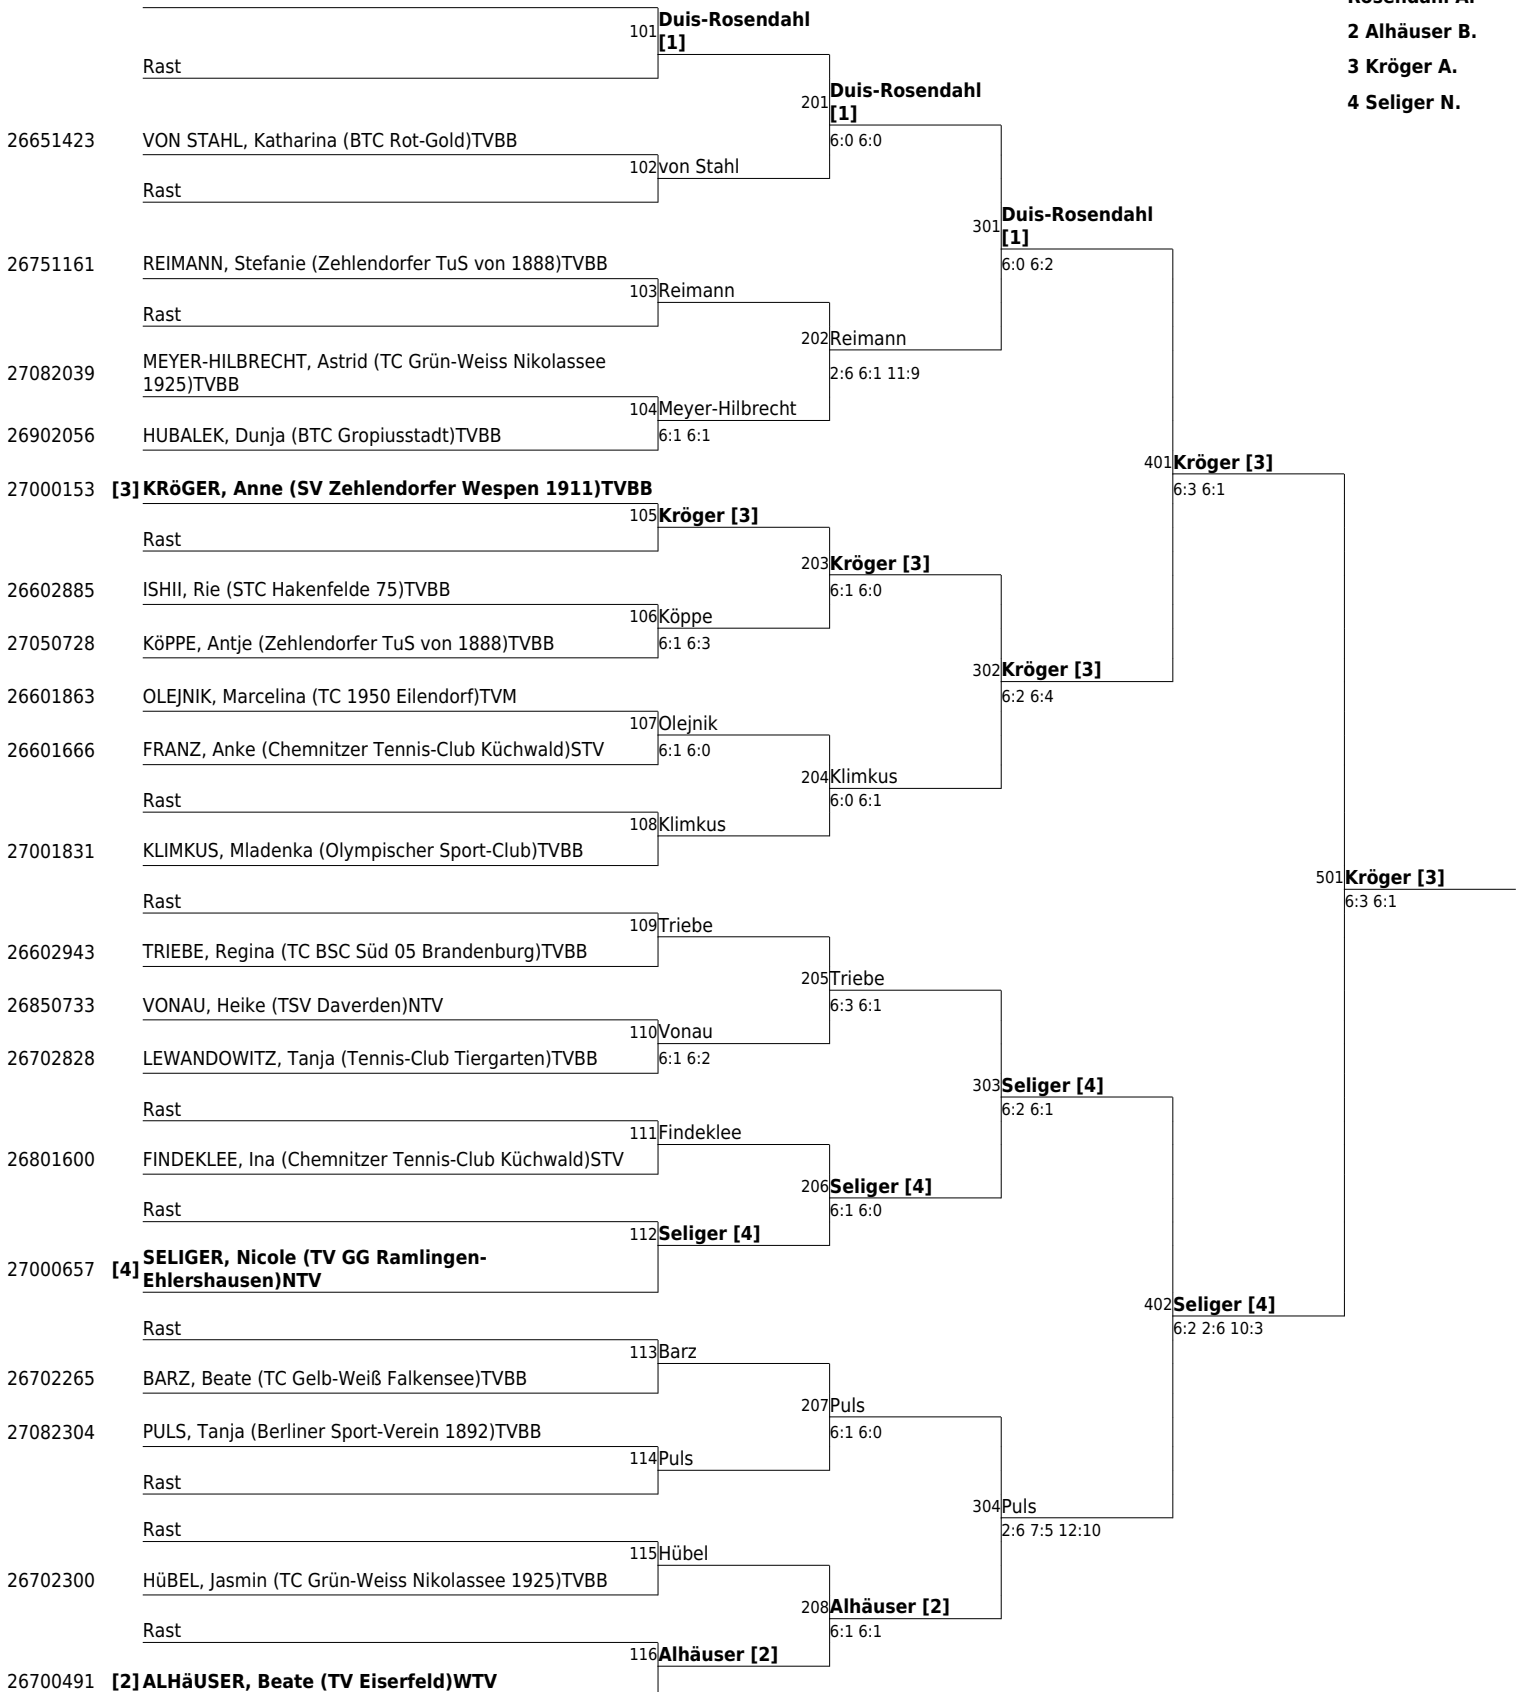 Duis-Rosendahl
101
[1]
Rast
2 Alhäuser B.
3 Kröger A.
4 Seliger N.
Duis-Rosendahl
201
[1]
26651423 VON STAHL, Katharina (BTC Rot-Gold)TVBB
6:0 6:0
102 von Stahl
Rast
Duis-Rosendahl
301
[1]
26751161 REIMANN, Stefanie (Zehlendorfer TuS von 1888)TVBB
6:0 6:2
103 Reimann
Rast
202 Reimann
27082039 MEYER-HILBRECHT, Astrid (TC Grün-Weiss Nikolassee
1925)TVBB
2:6 6:1 11:9
104 Meyer-Hilbrecht
26902056 HUBALEK, Dunja (BTC Gropiusstadt)TVBB
6:1 6:1
401 Kröger [3]
27000153 [3] KRöGER, Anne (SV Zehlendorfer Wespen 1911)TVBB
6:3 6:1
105 Kröger [3]
Rast
203 Kröger [3]
26602885 ISHII, Rie (STC Hakenfelde 75)TVBB
6:1 6:0
106 Köppe
27050728 KöPPE, Antje (Zehlendorfer TuS von 1888)TVBB
6:1 6:3
302 Kröger [3]
26601863 OLEJNIK, Marcelina (TC 1950 Eilendorf)TVM
6:2 6:4
107 Olejnik
26601666 FRANZ, Anke (Chemnitzer Tennis-Club Küchwald)STV
6:1 6:0
204 Klimkus
Rast
6:0 6:1
108 Klimkus
27001831 KLIMKUS, Mladenka (Olympischer Sport-Club)TVBB
501 Kröger [3]
Rast
6:3 6:1
109 Triebe
26602943 TRIEBE, Regina (TC BSC Süd 05 Brandenburg)TVBB
205 Triebe
26850733 VONAU, Heike (TSV Daverden)NTV
6:3 6:1
110 Vonau
26702828 LEWANDOWITZ, Tanja (Tennis-Club Tiergarten)TVBB
6:1 6:2
303 Seliger [4]
Rast
6:2 6:1
111 Findeklee
26801600 FINDEKLEE, Ina (Chemnitzer Tennis-Club Küchwald)STV
206 Seliger [4]
Rast
6:1 6:0
112 Seliger [4]
27000657 [4] SELIGER, Nicole (TV GG Ramlingen-
Ehlershausen)NTV
402 Seliger [4]
Rast
6:2 2:6 10:3
113 Barz
26702265 BARZ, Beate (TC Gelb-Weiß Falkensee)TVBB
207 Puls
27082304 PULS, Tanja (Berliner Sport-Verein 1892)TVBB
6:1 6:0
114 Puls
Rast
304 Puls
Rast
2:6 7:5 12:10
115 Hübel
26702300 HüBEL, Jasmin (TC Grün-Weiss Nikolassee 1925)TVBB
208 Alhäuser [2]
Rast
6:1 6:1
116 Alhäuser [2]
26700491 [2] ALHäUSER, Beate (TV Eiserfeld)WTV